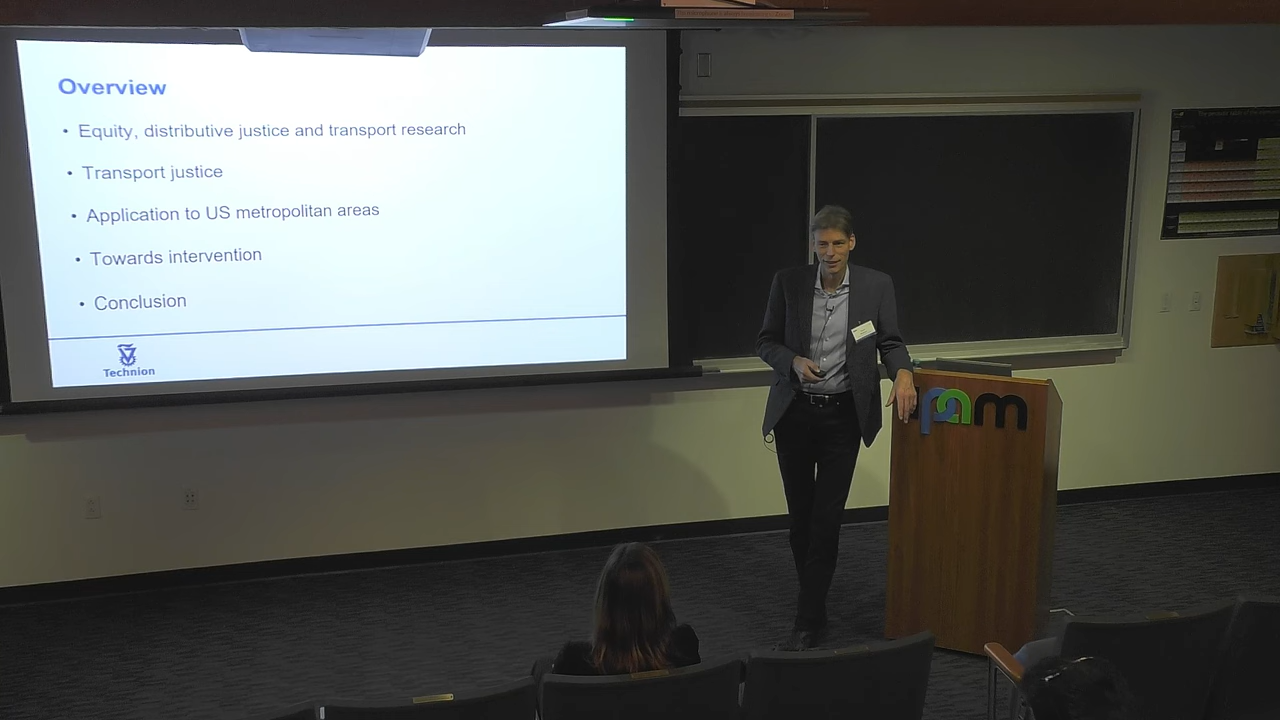 Overview
• Equity, distributive justice and transport research
• Transport justice
• Application to US metropolitan areas
• Towards intervention
• Conclusion
Technion
ipam